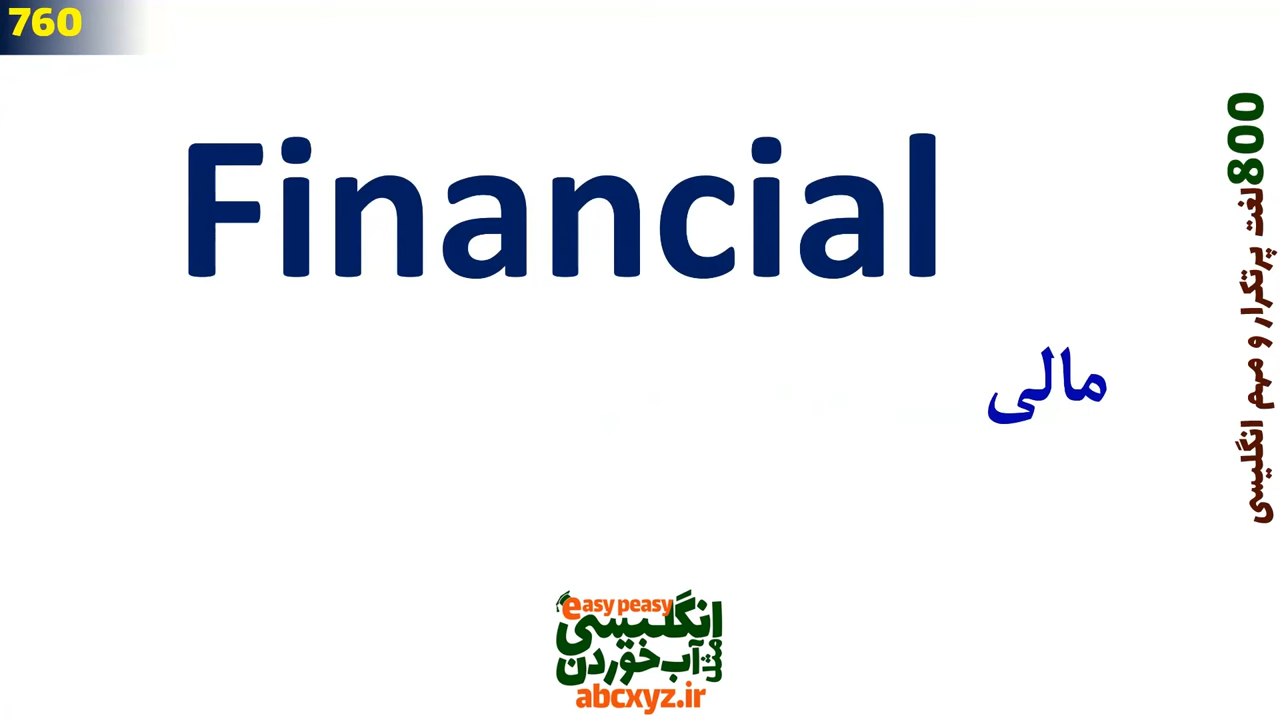 760
Financial
مالی
800 لغت پرتکرار و مهم انگلیسی
easy peasy
انگلیسی
مثل آب خوردن
abcxyz.ir